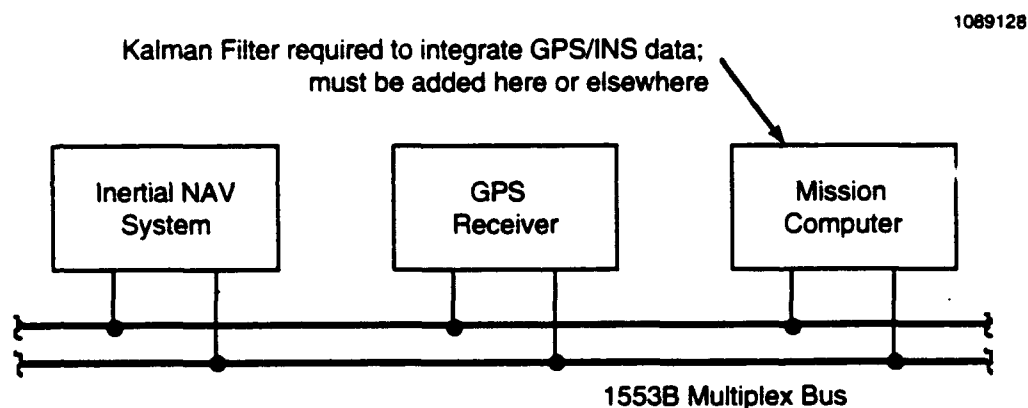 1089128
Kalman Filter required to integrate GPS/INS data;
must be added here or elsewhere
Inertial NAV
System
GPS
Receiver
Mission
Computer
1553B Multiplex Bus